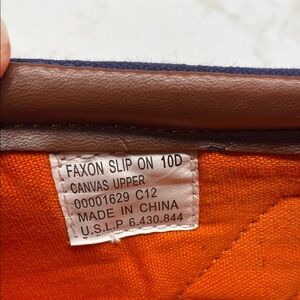 FAXON SLIP ON 10D
CANVAS UPPER
00001629 C12
MADE IN CHINA
U.S.L.P 6.430.844